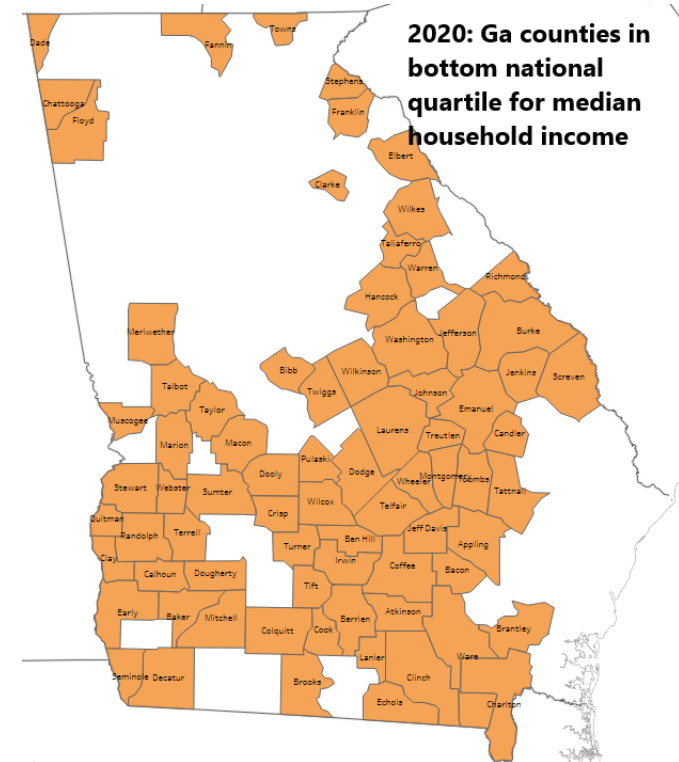 2020: Ga counties in
bottom national
quartile for median
household income
Dade
Fannin
Towns
Stephens
Chattooga
Floyd
Franklin
Elbert
Clarke
Wilkes
Taliaferro
Warren
Richmond
Hancock
Meriwether
Washington
Jefferson
Burke
Bibb
Wilkinson
Jenkins
Screven
Talbot
Twiggs
Johnson
Taylor
Emanuel
Muscogee
Laurens
Candler
Marion
Macon
Treutlen
Pulaski
Dooly
Dodge
Wheeler
Montgomery
Toombs
Stewart
Webster
Sumter
Tattnall
Wilcox
Telfair
Crisp
Quitman
Randolph
Terrell
Jeff Davis
Ben Hill
Turner
Appling
Clay
Irwin
Coffee
Calhoun
Dougherty
Bacon
Tift
Early
Baker
Mitchell
Berrien
Atkinson
Colquitt
Cook
Brantley
Lanier
Ware
Seminole
Decatur
Brooks
Clinch
Echols
Charlton